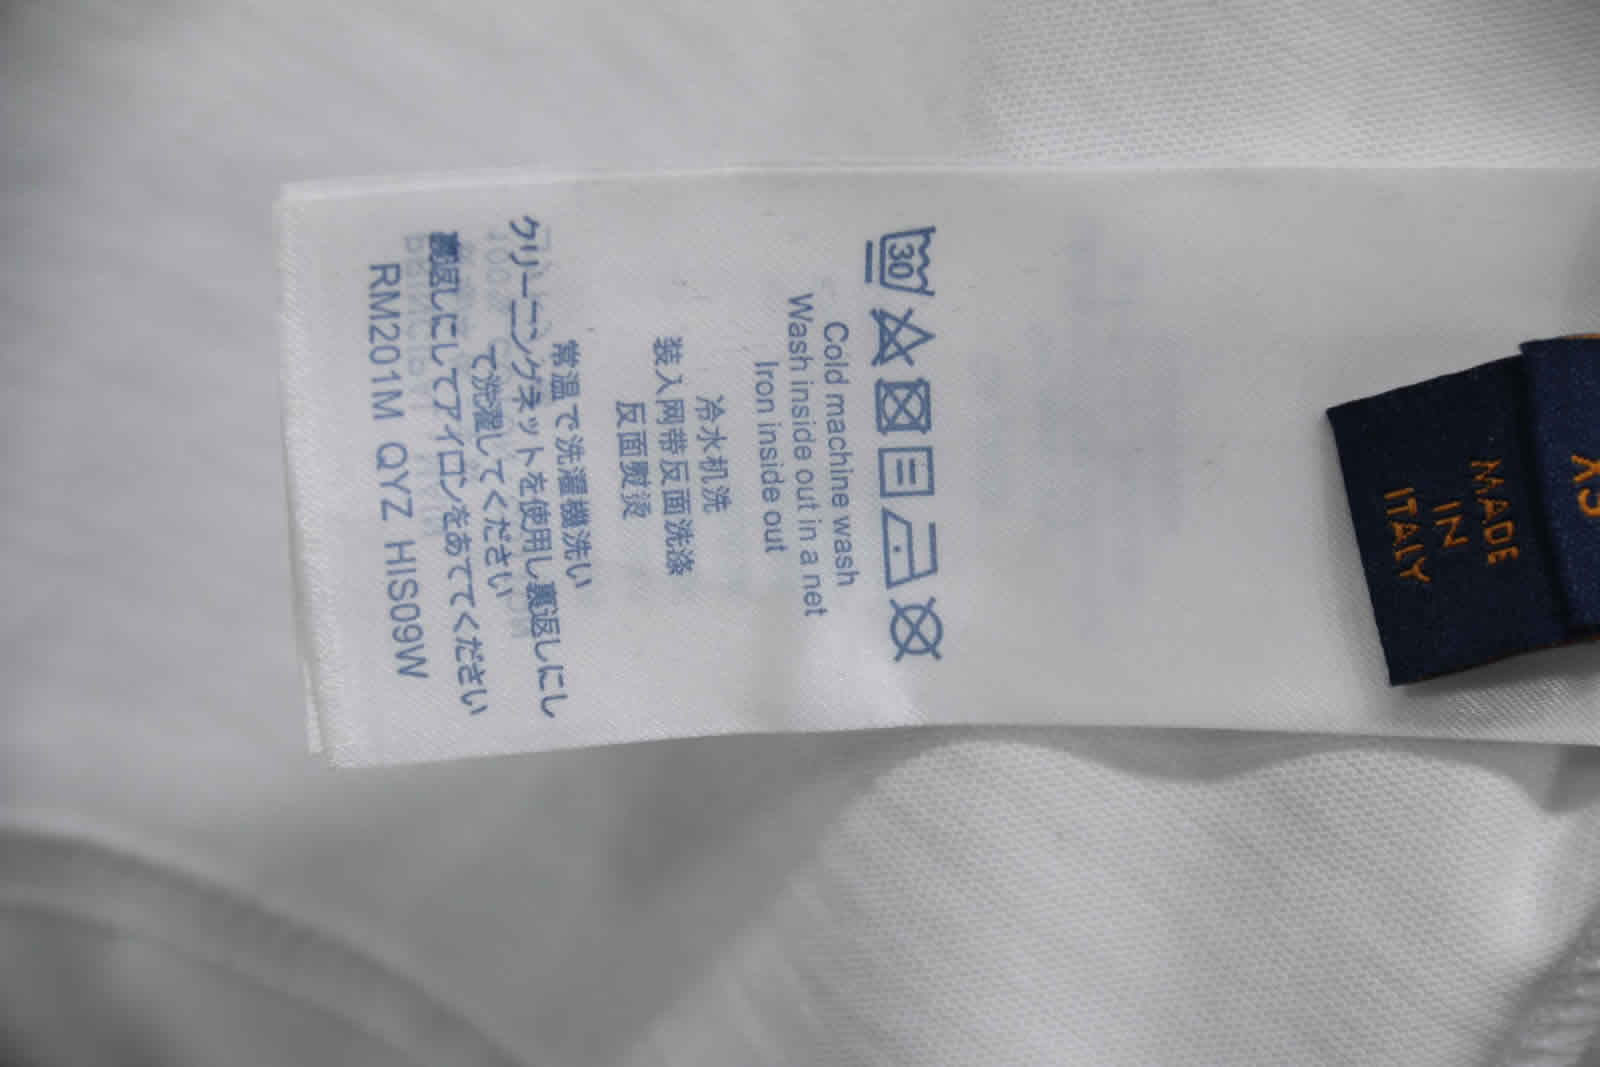 30
Cold machine wash
Wash inside out in a net
Iron inside out
冷水机洗
装入网带反面洗涤
反面熨烫
常温で洗濯機洗い
クリーニングネットを使用し裏返しにし
て洗濯してください
裏返しにしてアイロンをあててください
RM201M QYZ HIS09W
MADE
IN
ITALY
XS